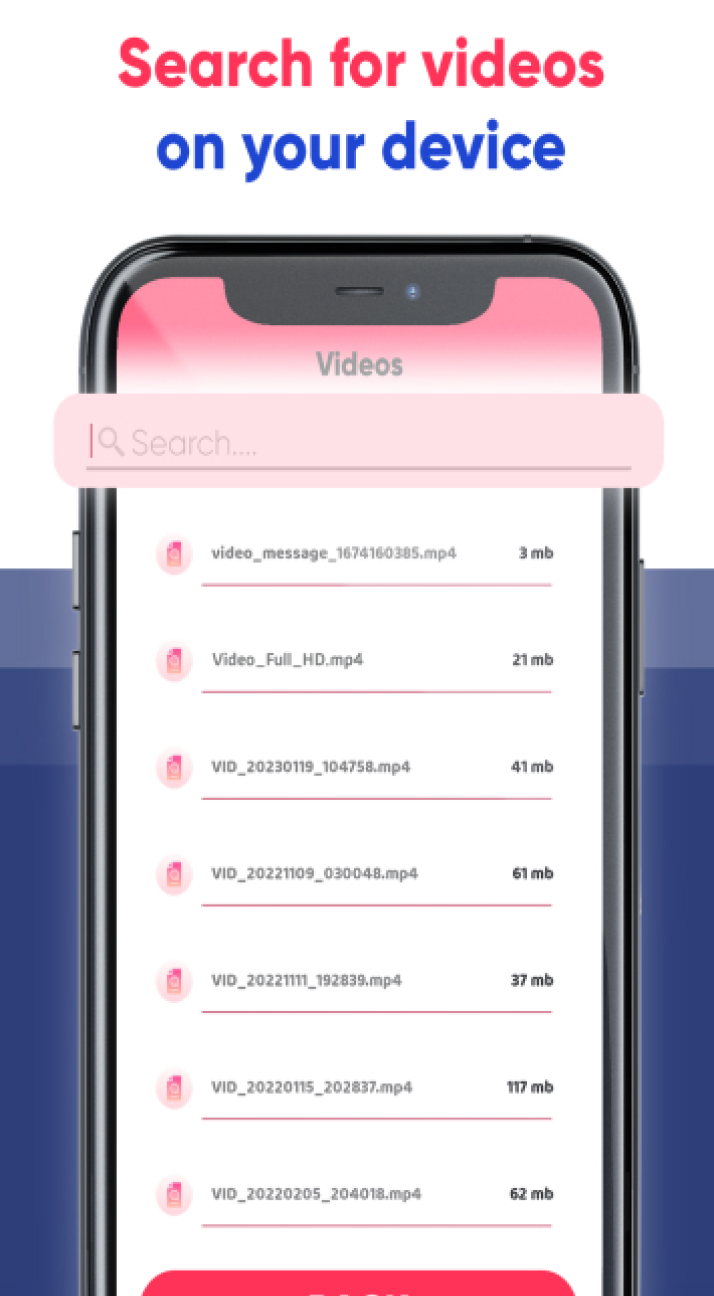 Search for videos
on your device
Videos
Search....
video_message_1674160385.mp4 3 mb
Video_Full_HD.mp4 21 mb
VID_20230119_104758.mp4 41 mb
VID_20221109_030048.mp4 61 mb
VID_20221111_192839.mp4 37 mb
VID_20220115_202837.mp4 117 mb
VID_20220205_204018.mp4 62 mb